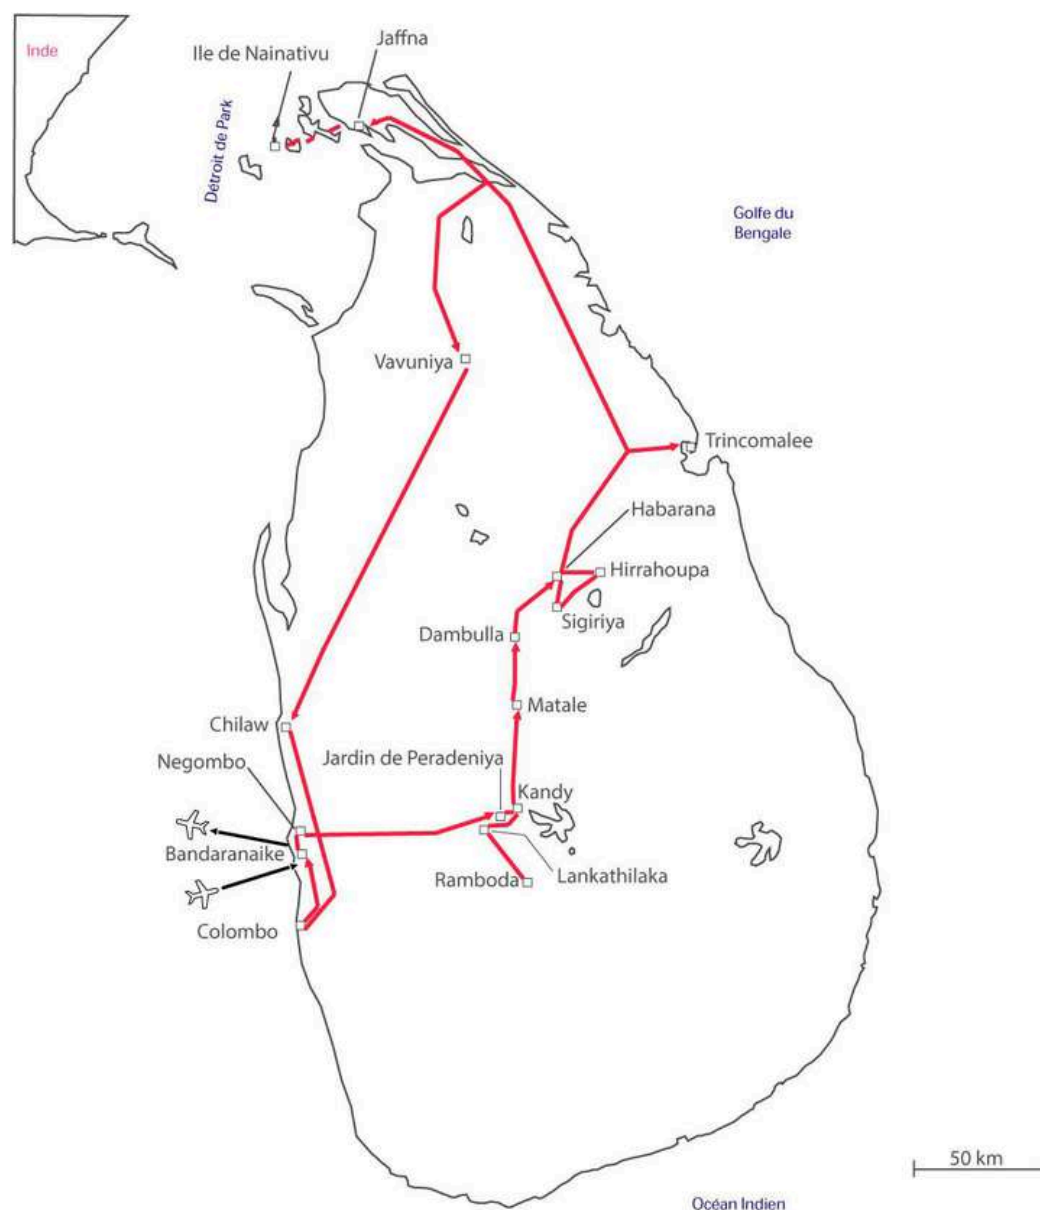 Inde
Ile de Nainativu
Jaffna
Détroit de Park
Golfe du
Bengale
Vavuniya
Trincomalee
Habarana
Hirrahoupa
Sigiriya
Dambulla
Matale
Chilaw
Negombo
Jardin de Peradeniya
Kandy
Bandaranaike
Ramboda
Lankathilaka
Colombo
50 km
Océan Indien